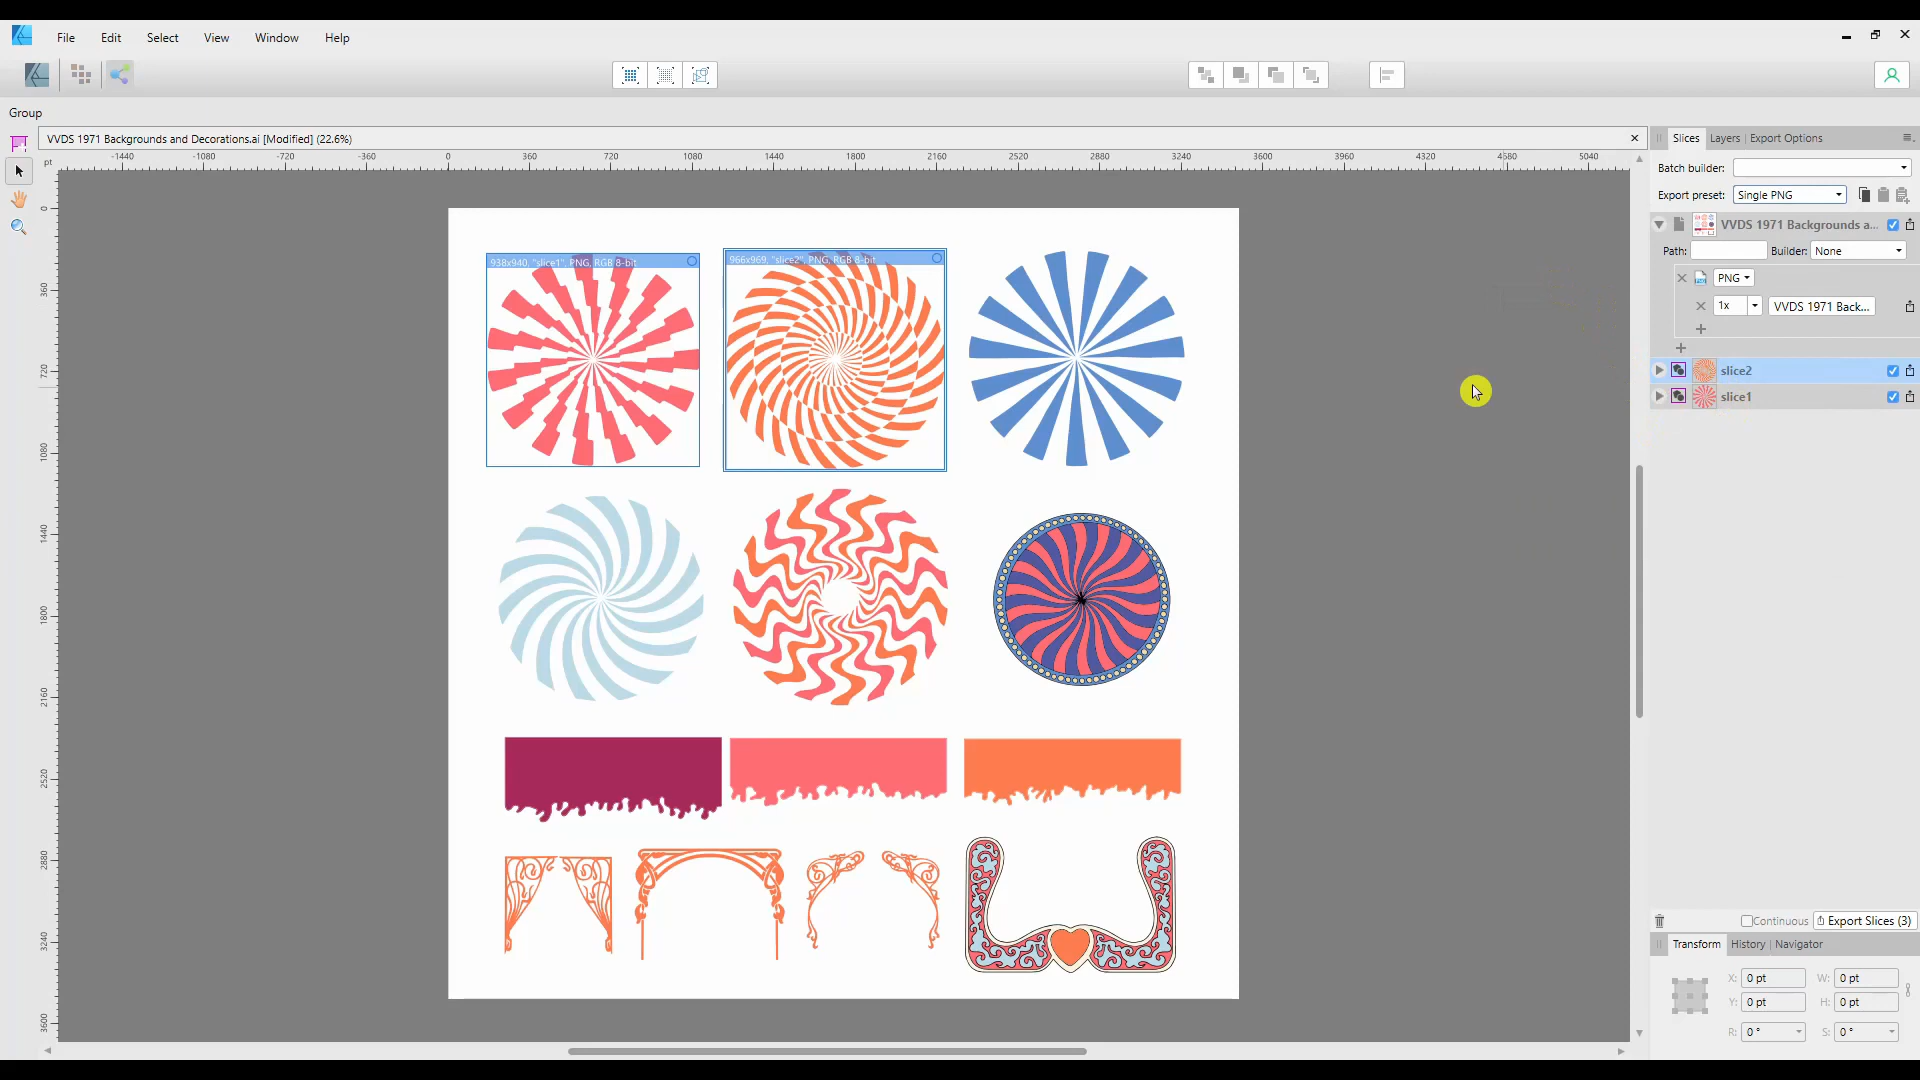 File Edit Select View Window Help
Group
VVDS 1971 Backgrounds and Decorations.ai [Modified] (22.6%)
Slices Layers Export Options
pt -1440 -1080 -720 -360 0 360 720 1080 1440 1800 2160 2520 2880 3240 3600 3960 4320 4580 5040
Batch builder:
Export preset: Single PNG
VVDS 1971 Backgrounds a...
Path: Builder: None
PNG
1x VVDS 1971 Back...
slice2
slice1
938x940, "slice1", PNG, RGB 8-bit
966x969, "slice2", PNG, RGB 8-bit
0
360
720
1080
1440
1800
2160
2520
2880
3240
3600
Continuous Export Slices (3)
Transform History Navigator
X: 0 pt W: 0 pt
Y: 0 pt H: 0 pt
R: 0 ° S: 0 °